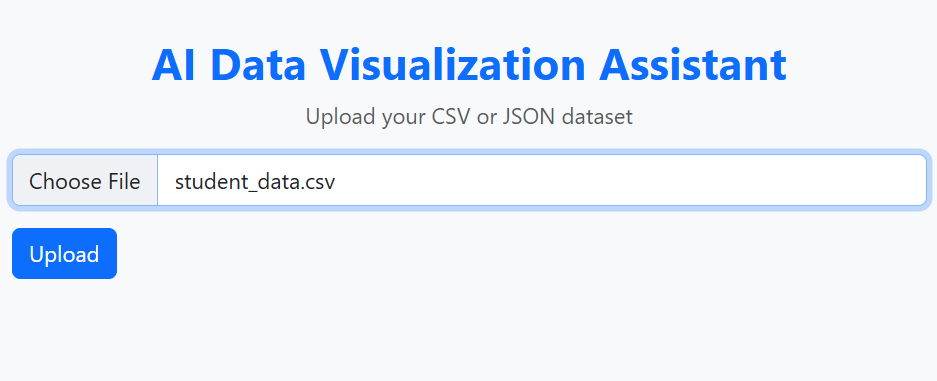 AI Data Visualization Assistant
Upload your CSV or JSON dataset
Choose File student_data.csv
Upload